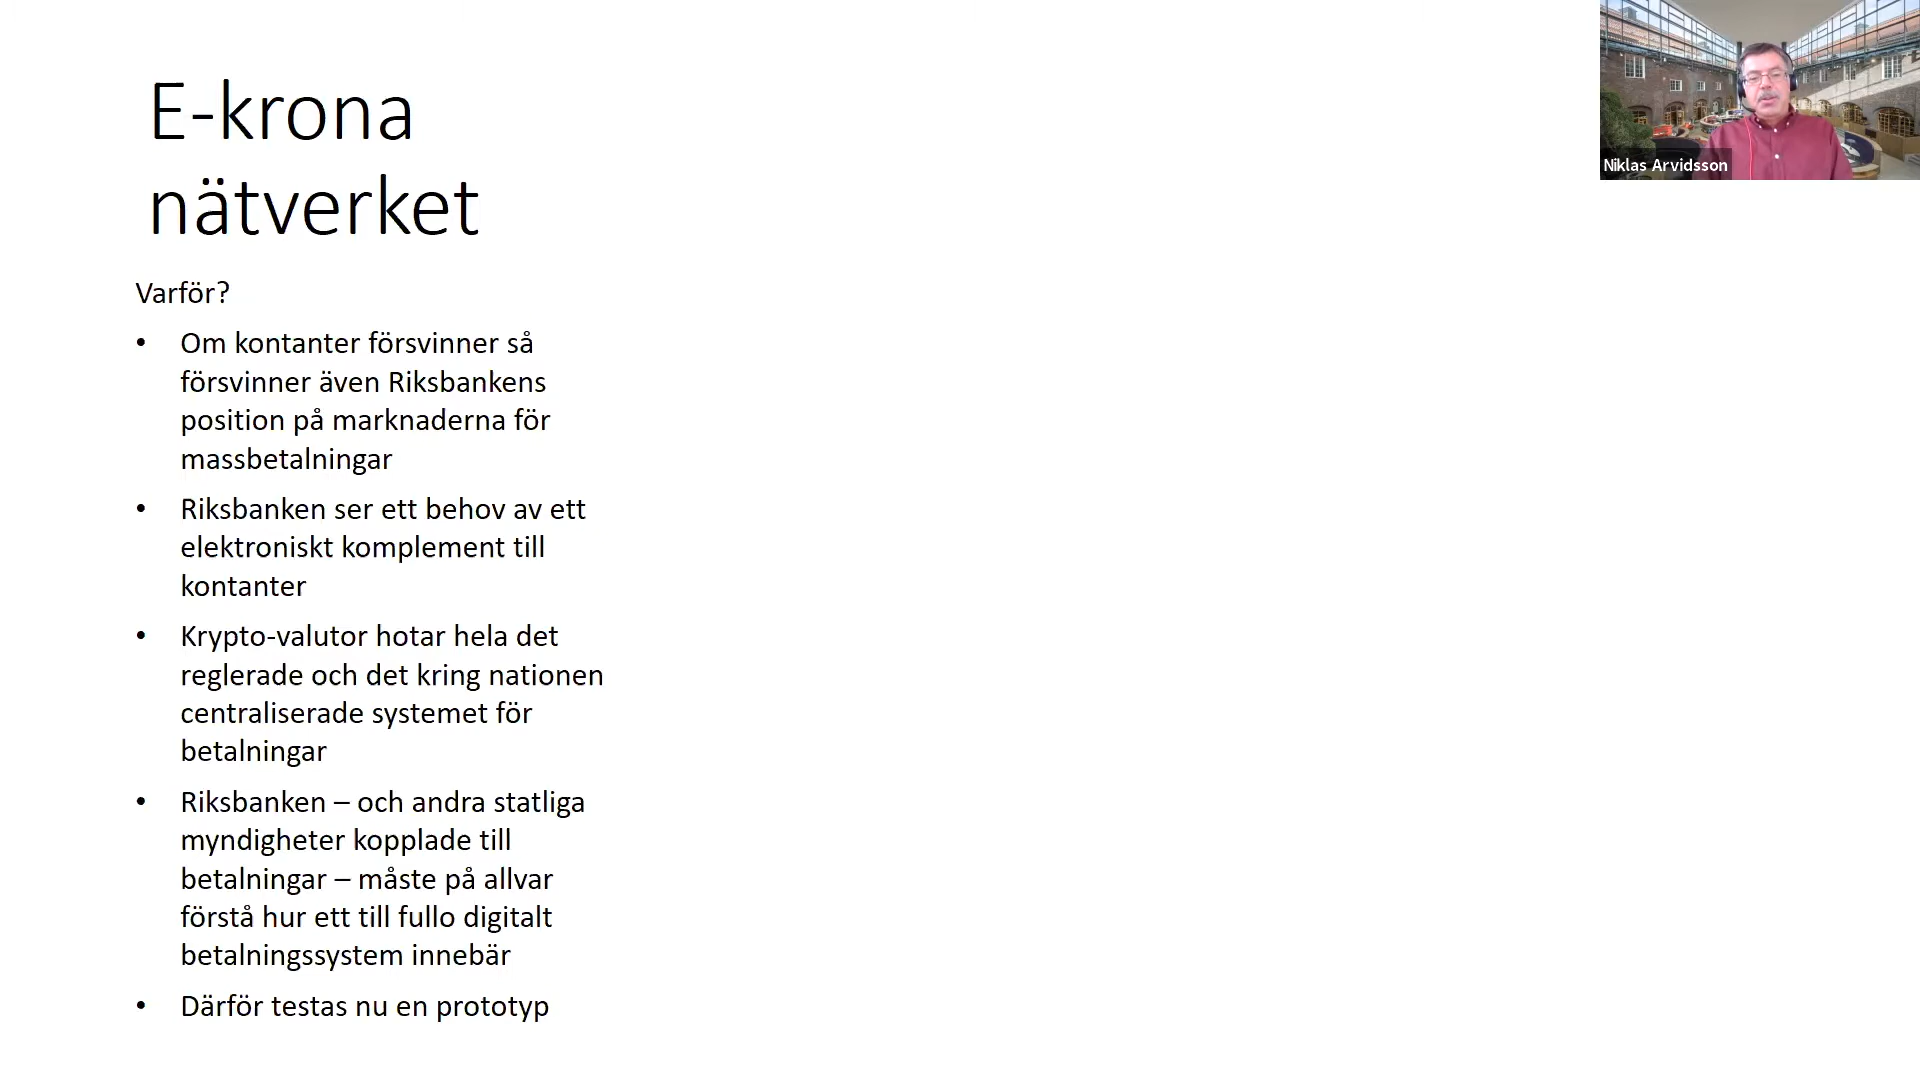 E-krona
nätverket
Varför?
• Om kontanter försvinner så
försvinner även Riksbankens
position på marknaderna för
massbetalningar
• Riksbanken ser ett behov av ett
elektroniskt komplement till
kontanter
• Krypto-valutor hotar hela det
reglerade och det kring nationen
centraliserade systemet för
betalningar
• Riksbanken – och andra statliga
myndigheter kopplade till
betalningar – måste på allvar
förstå hur ett till fullo digitalt
betalningssystem innebär
• Därför testas nu en prototyp
Niklas Arvidsson